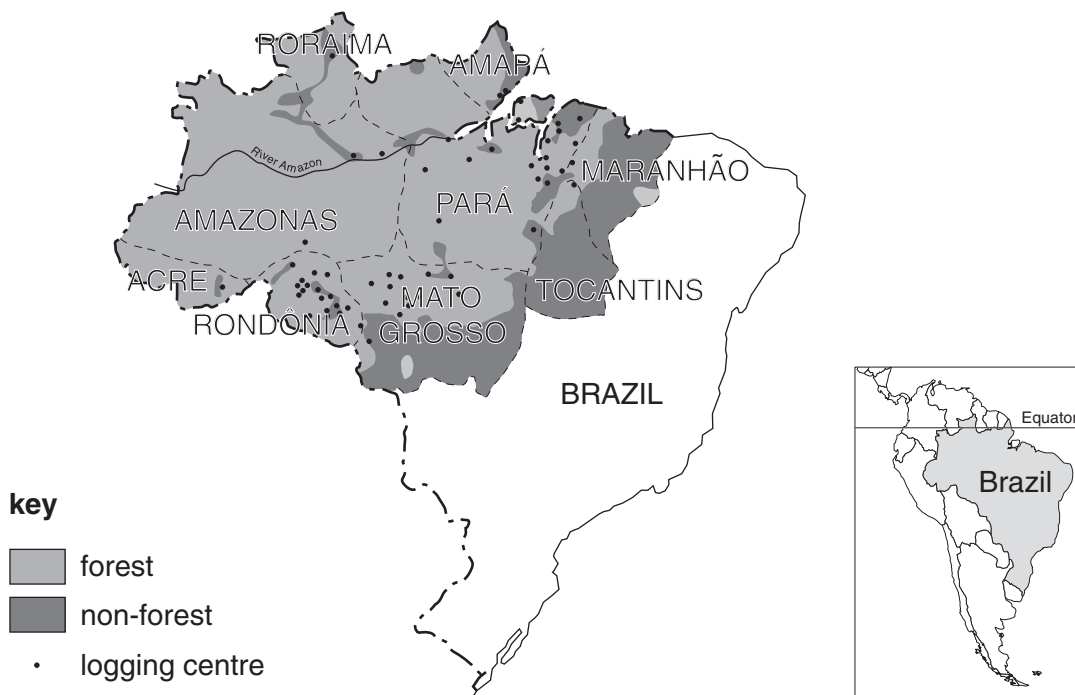 RORAIMA
AMAPÁ
River Amazon
MARANHÃO
PARÁ
AMAZONAS
ACRE
TOCANTINS
MATO
GROSSO
RONDÔNIA
BRAZIL
Equator
Brazil
key
forest
non-forest
logging centre